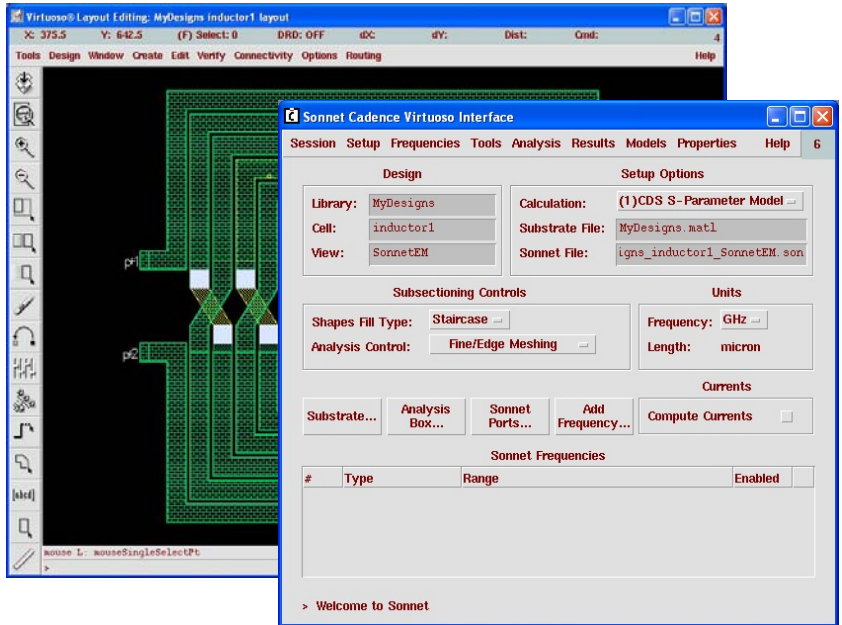 Virtuoso® Layout Editing: MyDesigns inductor1 layout
X: 375.5 Y: 642.5 (F) Select: 0 DRD: OFF dX: dY: Dist: Cmd: 4
Tools Design Window Create Edit Verify Connectivity Options Routing Help
pt1
pt2
[abcd]
mouse L: mouseSingleSelectPt
>
Sonnet Cadence Virtuoso Interface
Session Setup Frequencies Tools Analysis Results Models Properties Help 6
Design Setup Options
Library: MyDesigns Calculation: (1)CDS S-Parameter Model
Cell: inductor1 Substrate File: MyDesigns.matl
View: SonnetEM Sonnet File: igns_inductor1_SonnetEM.son
Subsectioning Controls Units
Shapes Fill Type: Staircase Frequency: GHz
Analysis Control: Fine/Edge Meshing Length: micron
Currents
Substrate... Analysis Box... Sonnet Ports... Add Frequency... Compute Currents
Sonnet Frequencies
# Type Range Enabled
> Welcome to Sonnet